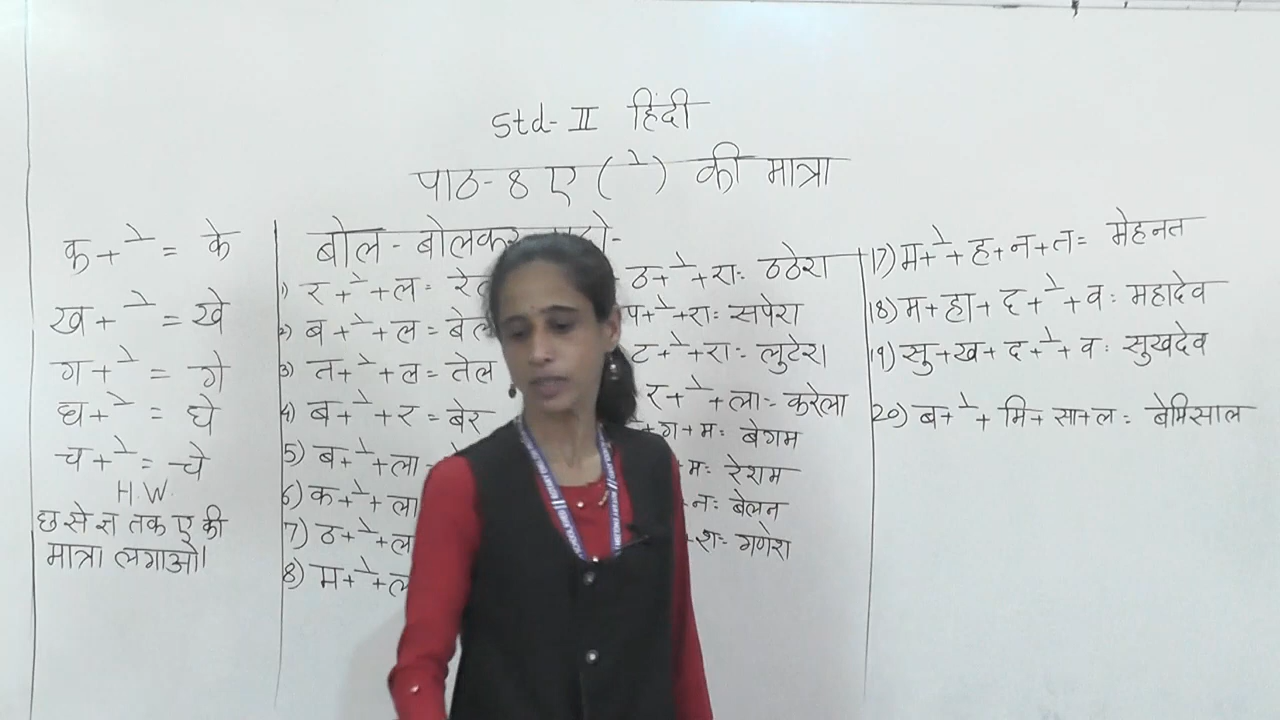 Std-II हिंदी
पाठ-8 ए ( े ) की मात्रा
क + े = के
ख + े = खे
ग + े = गे
घ + े = घे
च + े = चे
H.W.
छ से ज्ञ तक ए की
मात्रा लगाओ।
बोल - बोलकर
1) र + े + ल =
2) ब + े + ल = बेल
3) त + े + ल = तेल
4) ब + े + र = बेर
5) ब + े + ला
6) क + े + ला
7) ठ + े + ला
8) म + े + ल
ठ + े + रा = ठठेरा
प + े + रा = सपेरा
ट + े + रा = लुटेरा
र + े + ला = करेला
+ ग + म = बेगम
म = रेशम
न = बेलन
+ श = गणेश
17) म + े + ह + न + त = मेहनत
18) म + हा + द + े + व = महादेव
19) सु + ख + द + े + व = सुखदेव
20) ब + े + मि + सा + ल = बेमिसाल